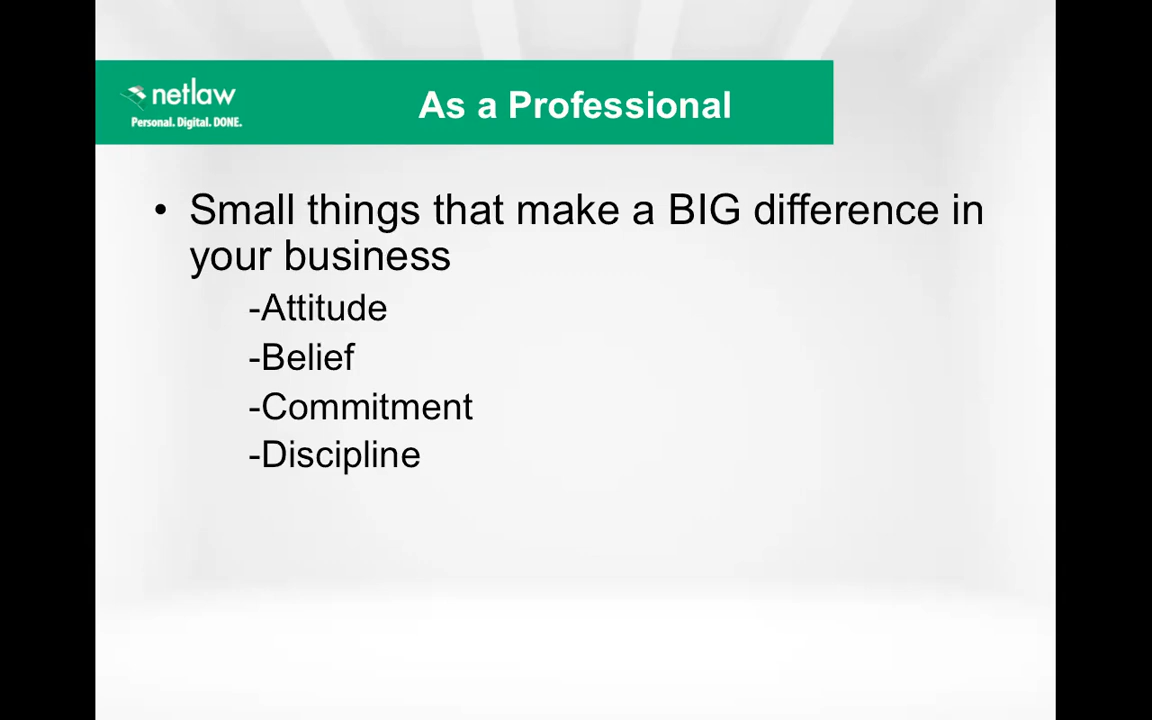 netlaw
Personal. Digital. DONE.
As a Professional
• Small things that make a BIG difference in
your business
-Attitude
-Belief
-Commitment
-Discipline